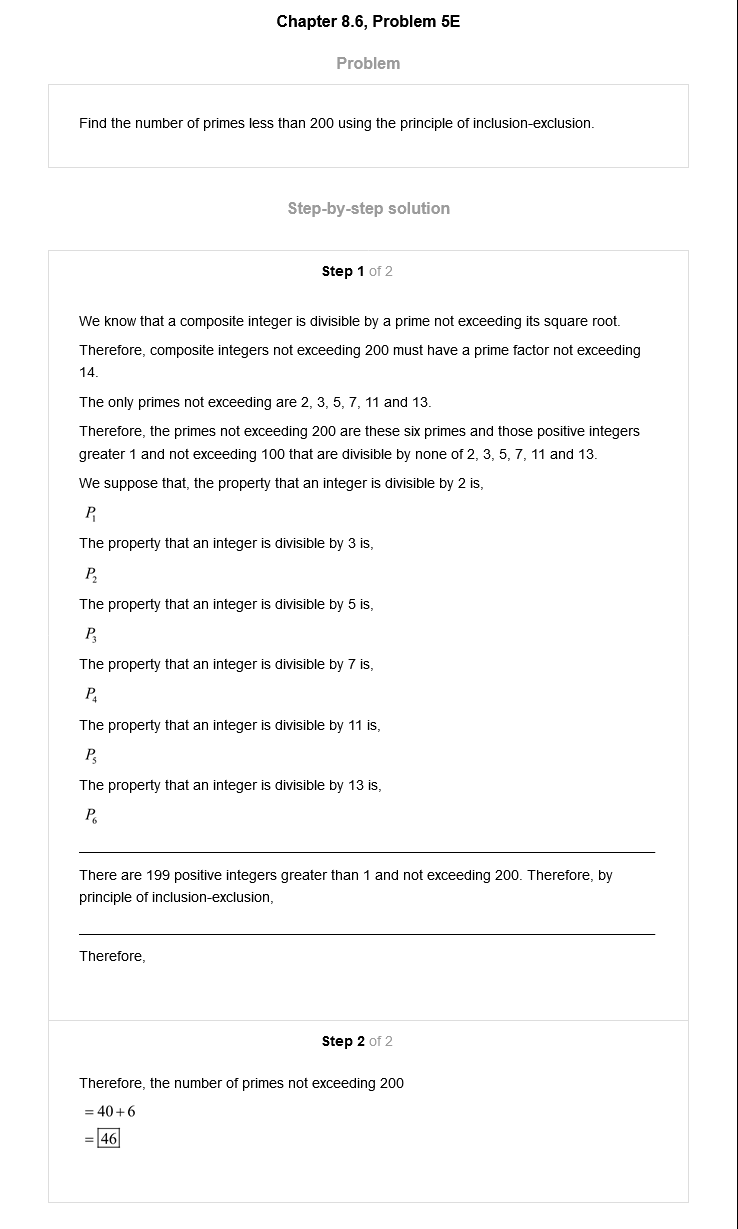 Chapter 8.6, Problem 5E
Problem
Find the number of primes less than 200 using the principle of inclusion-exclusion.
Step-by-step solution
Step 1 of 2
We know that a composite integer is divisible by a prime not exceeding its square root.
Therefore, composite integers not exceeding 200 must have a prime factor not exceeding
14.
The only primes not exceeding are 2, 3, 5, 7, 11 and 13.
Therefore, the primes not exceeding 200 are these six primes and those positive integers
greater 1 and not exceeding 100 that are divisible by none of 2, 3, 5, 7, 11 and 13.
We suppose that, the property that an integer is divisible by 2 is,
P₁
The property that an integer is divisible by 3 is,
P₂
The property that an integer is divisible by 5 is,
P₃
The property that an integer is divisible by 7 is,
P₄
The property that an integer is divisible by 11 is,
P₅
The property that an integer is divisible by 13 is,
P₆
There are 199 positive integers greater than 1 and not exceeding 200. Therefore, by
principle of inclusion-exclusion,
Therefore,
Step 2 of 2
Therefore, the number of primes not exceeding 200
= 40 + 6
= 46